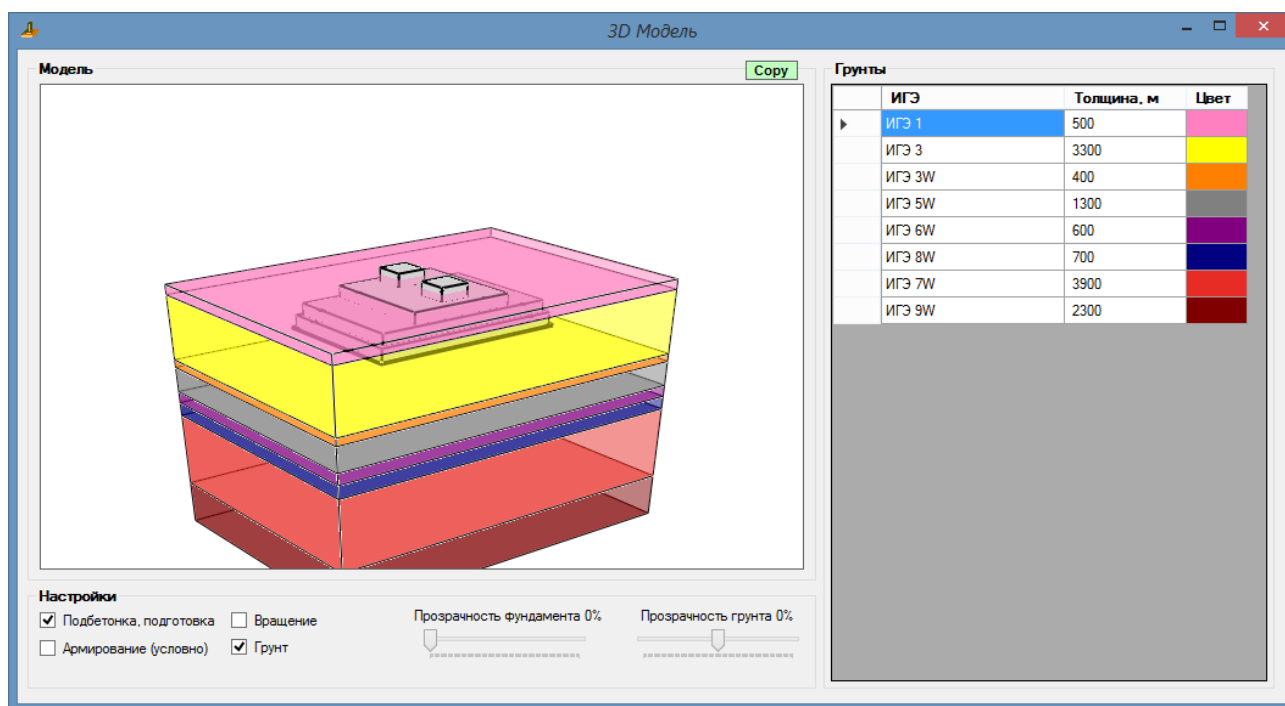 3D Модель
Модель
Copy
Грунты
ИГЭ Толщина, м Цвет
ИГЭ 1 500
ИГЭ 3 3300
ИГЭ 3W 400
ИГЭ 5W 1300
ИГЭ 6W 600
ИГЭ 8W 700
ИГЭ 7W 3900
ИГЭ 9W 2300
Настройки
Подбетонка, подготовка Вращение Прозрачность фундамента 0% Прозрачность грунта 0%
Армирование (условно) Грунт